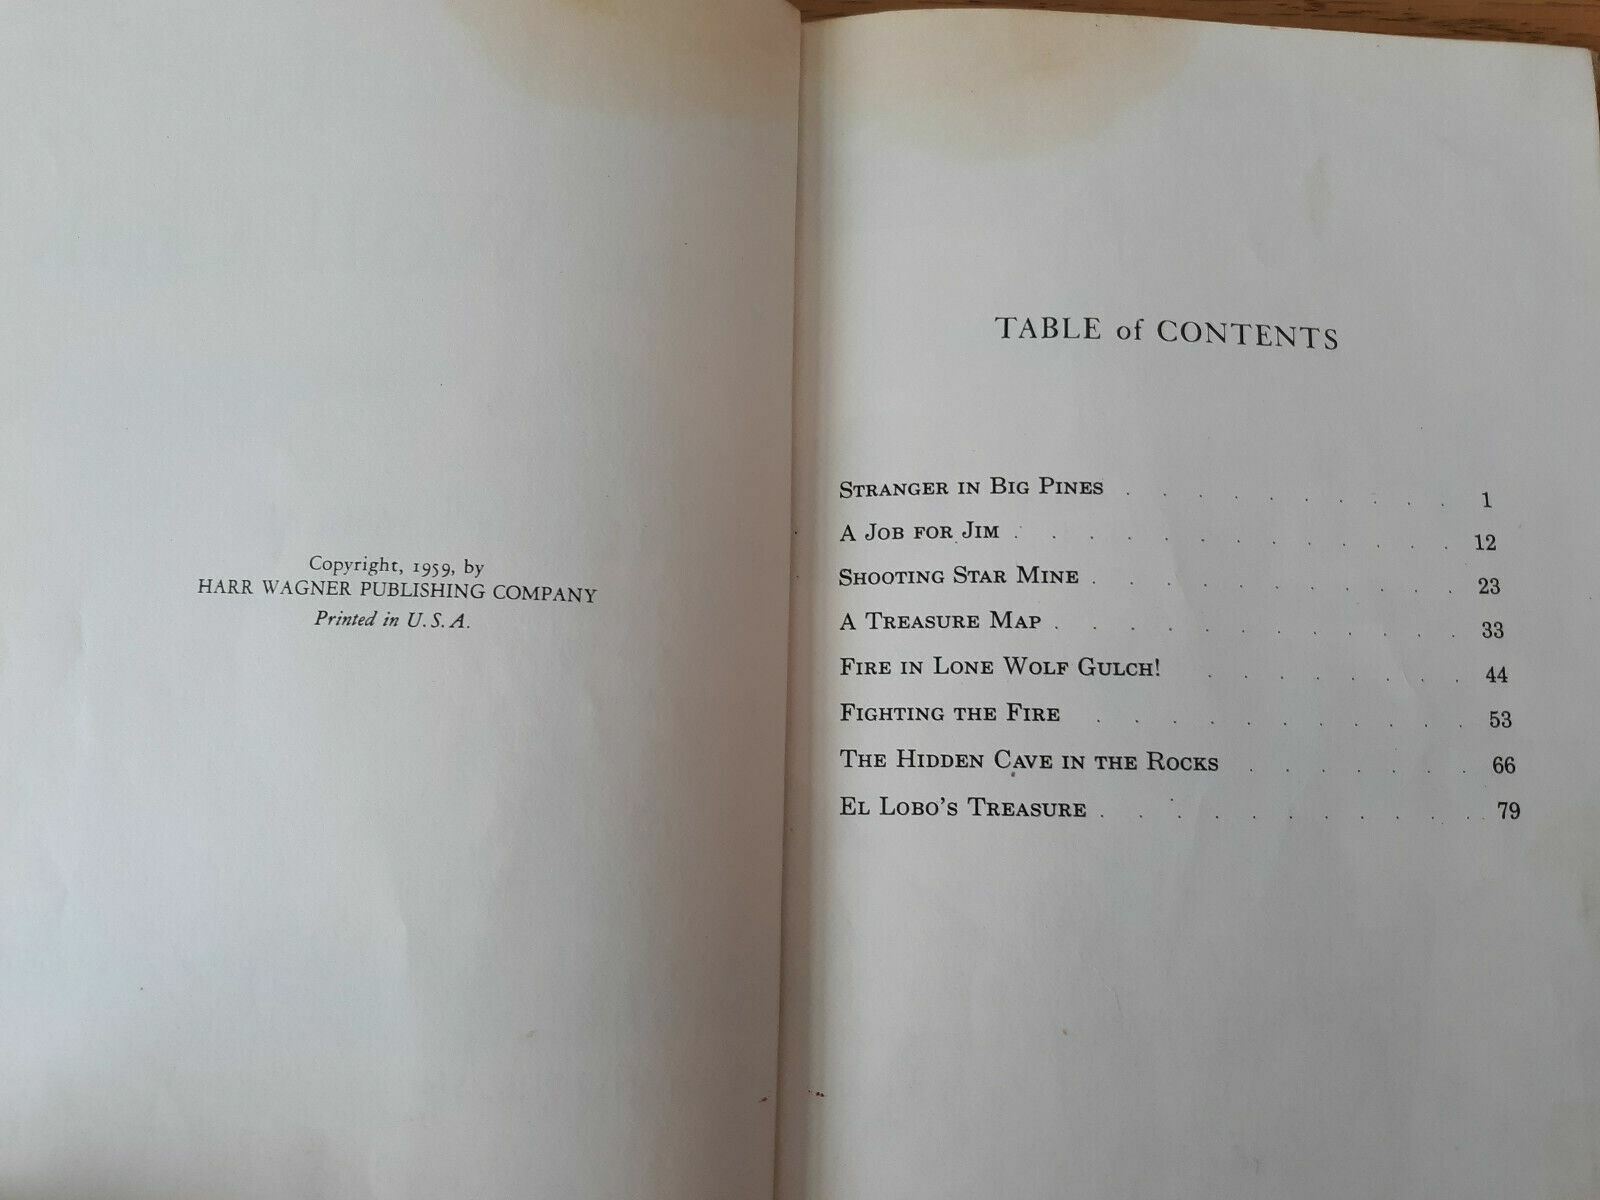 Copyright, 1959, by
HARR WAGNER PUBLISHING COMPANY
Printed in U. S. A.
TABLE of CONTENTS
STRANGER IN BIG PINES . . . . . . . . . . 1
A JOB FOR JIM . . . . . . . . . . . . . 12
SHOOTING STAR MINE . . . . . . . . . . . 23
A TREASURE MAP . . . . . . . . . . . . 33
FIRE IN LONE WOLF GULCH! . . . . . . . . 44
FIGHTING THE FIRE . . . . . . . . . . . 53
THE HIDDEN CAVE IN THE ROCKS . . . . . . . 66
EL LOBO'S TREASURE . . . . . . . . . . . 79